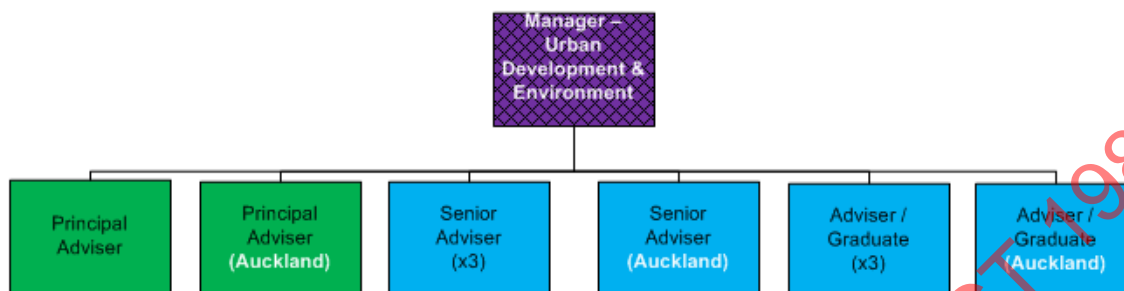 Manager –
Urban
Development &
Environment
Principal
Adviser
Principal
Adviser
(Auckland)
Senior
Adviser
(x3)
Senior
Adviser
(Auckland)
Adviser /
Graduate
(x3)
Adviser /
Graduate
(Auckland)